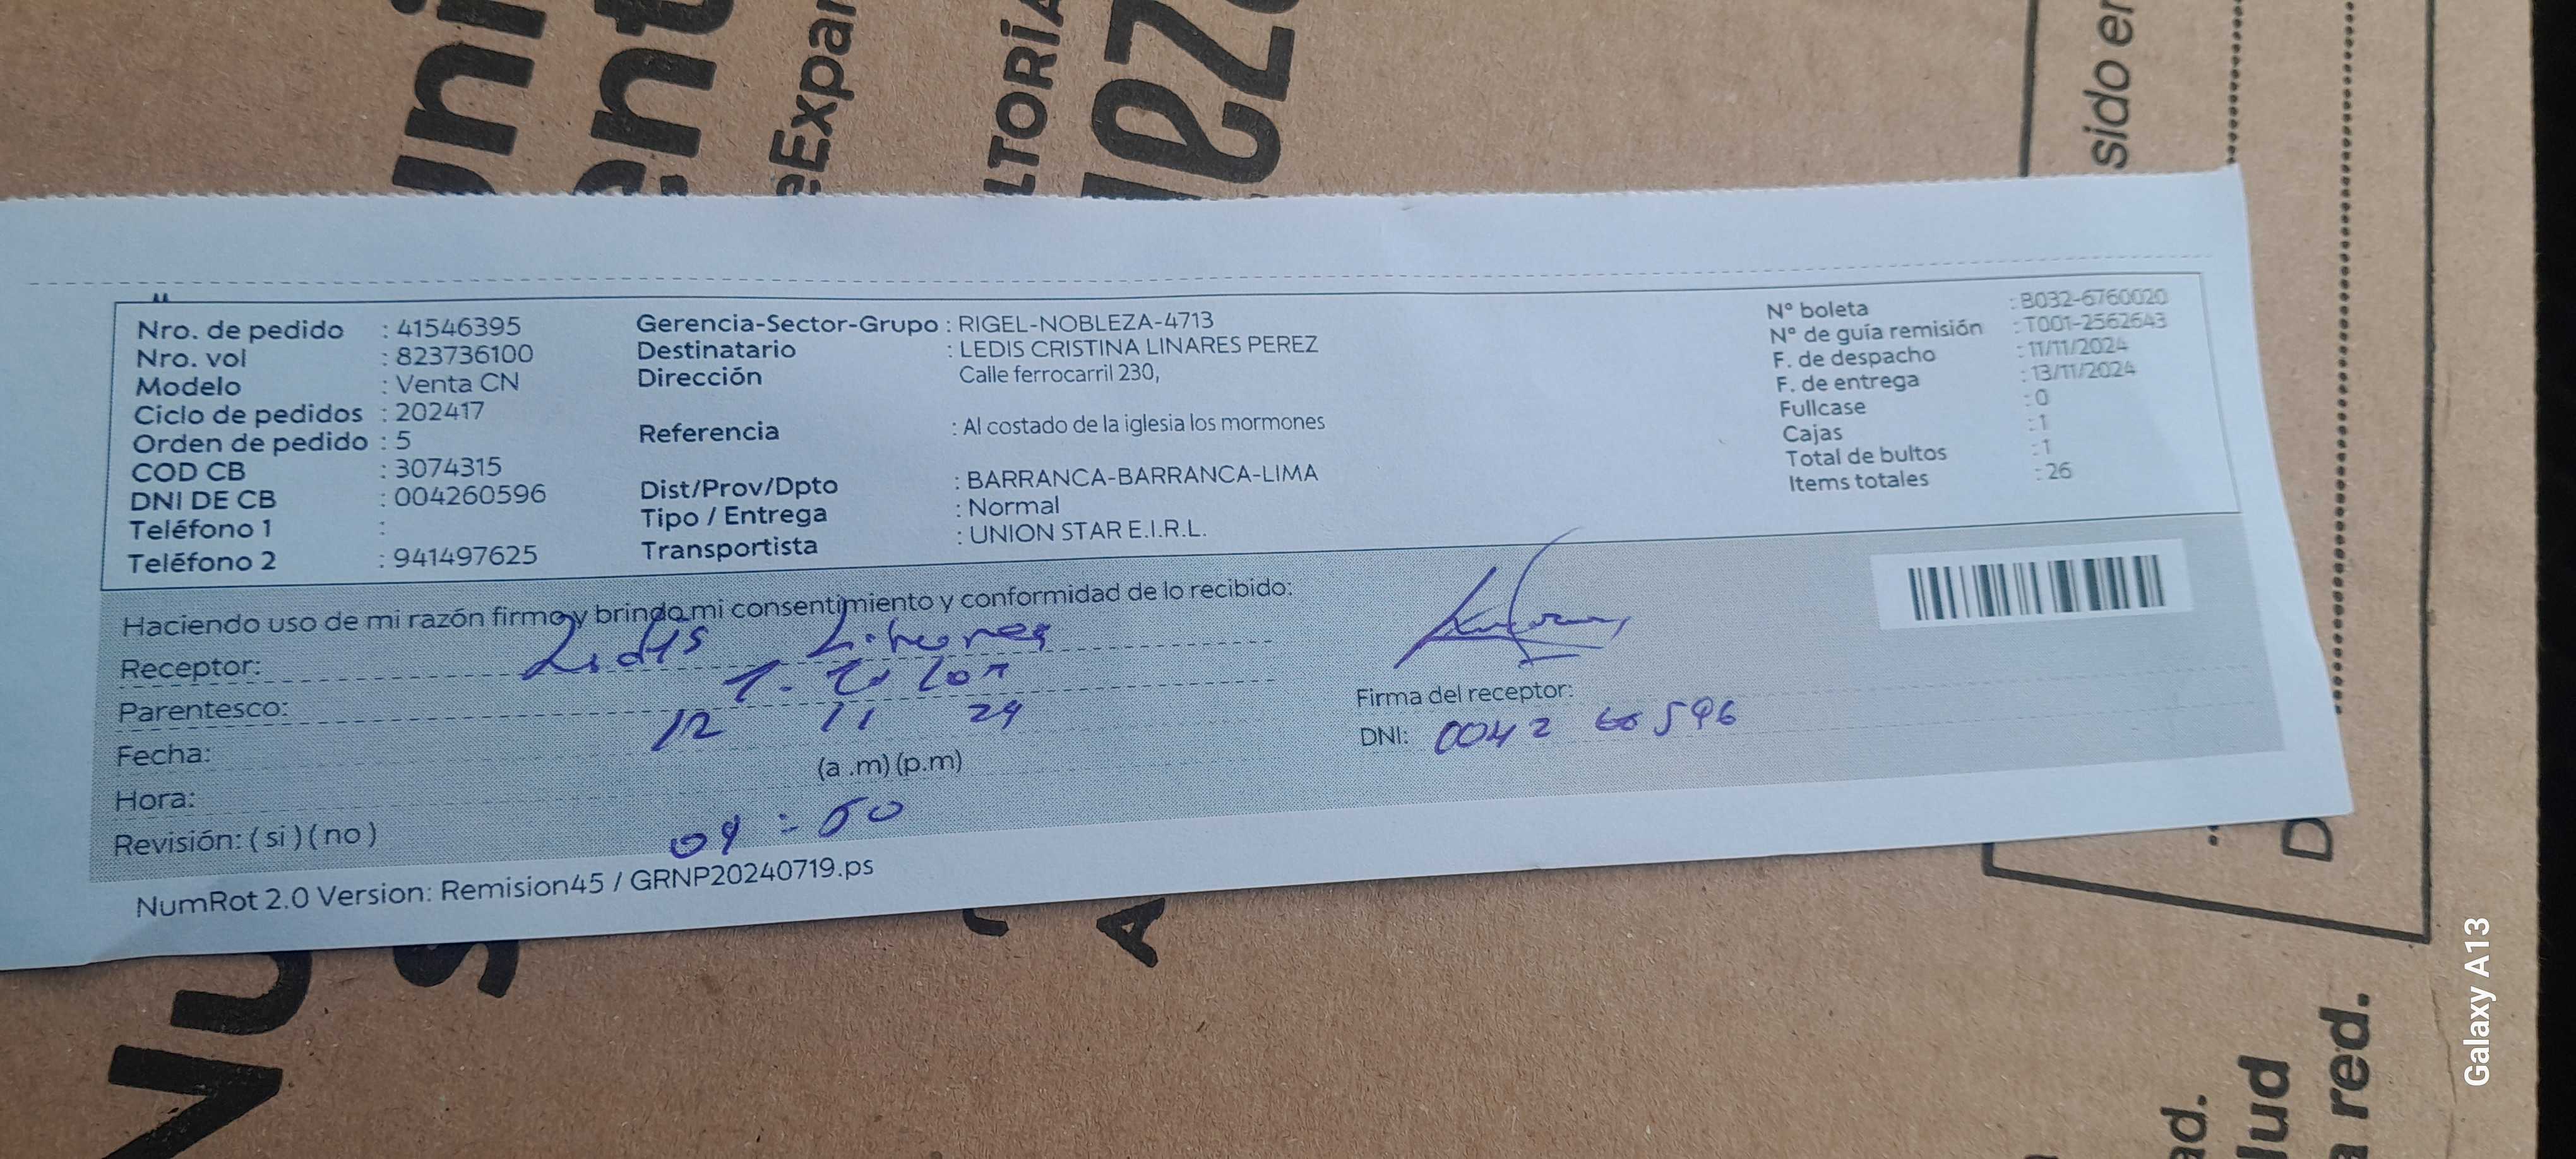 Nro. de pedido : 41546395
Nro. vol : 823736100
Modelo : Venta CN
Ciclo de pedidos : 202417
Orden de pedido : 5
COD CB : 3074315
DNI DE CB : 004260596
Teléfono 1 :
Teléfono 2 : 941497625
Gerencia-Sector-Grupo : RIGEL-NOBLEZA-4713
Destinatario : LEDIS CRISTINA LINARES PEREZ
Dirección Calle ferrocarril 230,
Referencia : Al costado de la iglesia los mormones
Dist/Prov/Dpto : BARRANCA-BARRANCA-LIMA
Tipo / Entrega : Normal
Transportista : UNION STAR E.I.R.L.
N° boleta : B032-6760020
N° de guía remisión : T001-2562643
F. de despacho : 11/11/2024
F. de entrega : 13/11/2024
Fullcase : 0
Cajas : 1
Total de bultos : 1
Items totales : 26
Haciendo uso de mi razón firmo y brindo mi consentimiento y conformidad de lo recibido:
Receptor: Ledis Linares
Parentesco:
Fecha: 12 11 24
Hora: (a .m) (p.m)
Revisión: ( si ) ( no )
Firma del receptor:
DNI: 0042 60596
NumRot 2.0 Version: Remision45 / GRNP20240719.ps
sido en
red.
Galaxy A13